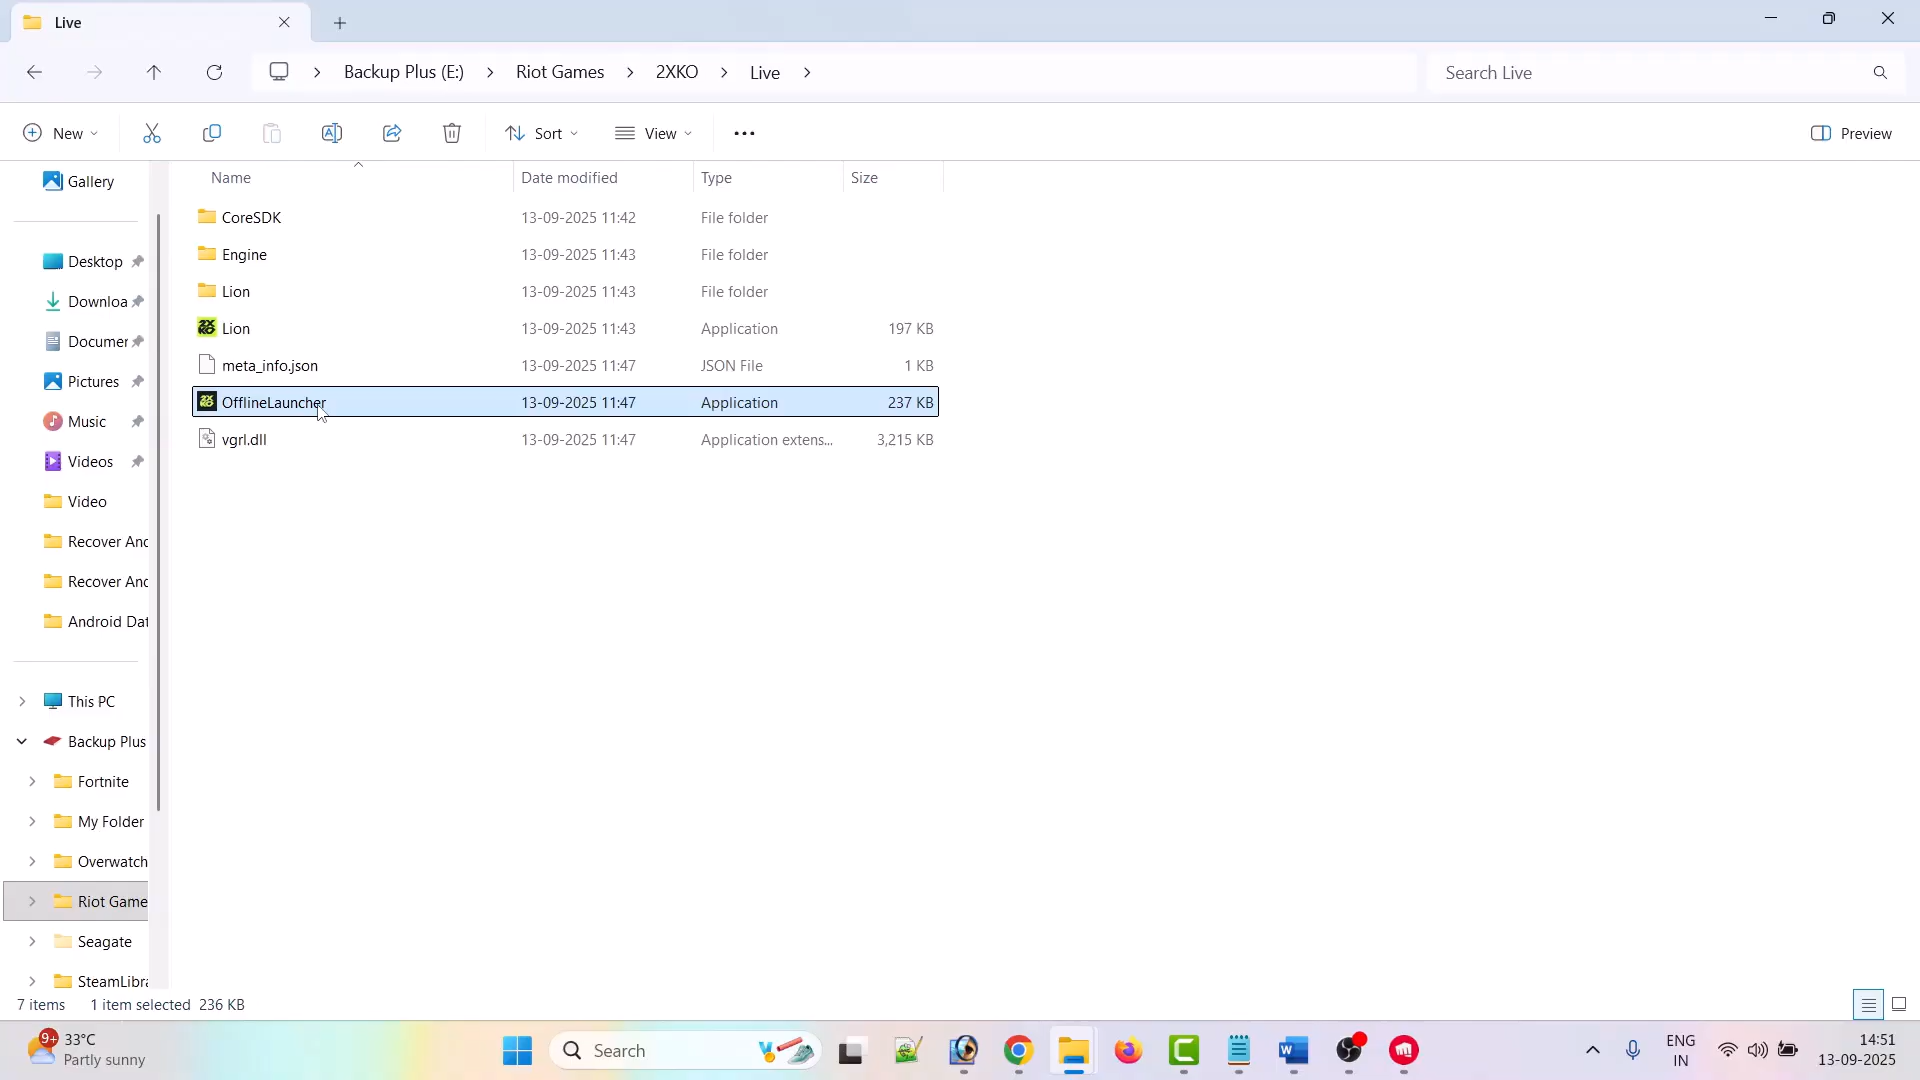 Live
Backup Plus (E:) Riot Games 2XKO Live
Search Live
New
Sort
View
Preview
Name Date modified Type Size
Gallery
Desktop
Downloa
Documer
Pictures
Music
Videos
Video
Recover Anc
Recover Anc
Android Dat
This PC
Backup Plus
Fortnite
My Folder
Overwatch
Riot Game
Seagate
SteamLibra
CoreSDK 13-09-2025 11:42 File folder
Engine 13-09-2025 11:43 File folder
Lion 13-09-2025 11:43 File folder
Lion 13-09-2025 11:43 Application 197 KB
meta_info.json 13-09-2025 11:47 JSON File 1 KB
OfflineLauncher 13-09-2025 11:47 Application 237 KB
vgrl.dll 13-09-2025 11:47 Application extens... 3,215 KB
7 items 1 item selected 236 KB
9+
33°C
Partly sunny
Search
ENG
IN
14:51
13-09-2025